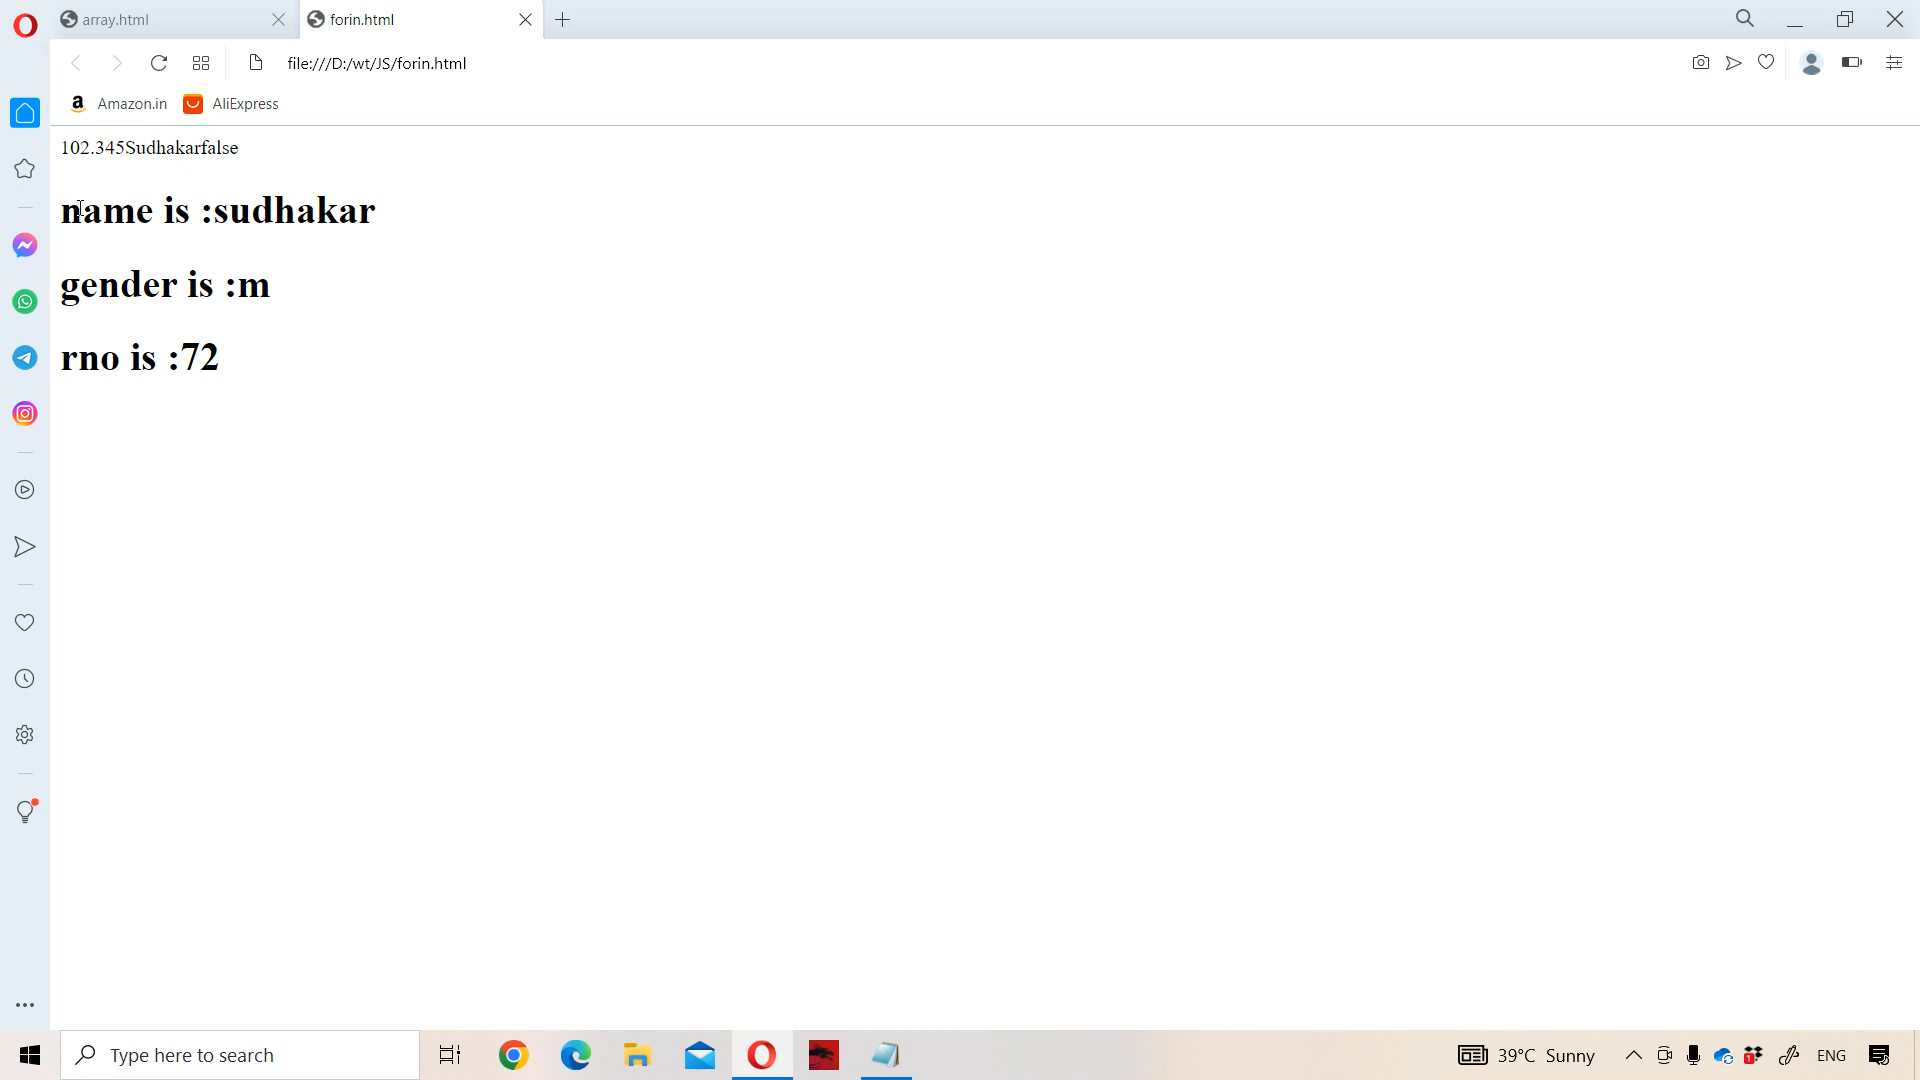 array.html
forin.html
file:///D:/wt/JS/forin.html
a Amazon.in AliExpress
102.345Sudhakarfalse
name is :sudhakar
gender is :m
rno is :72
Type here to search
39°C Sunny
1
ENG